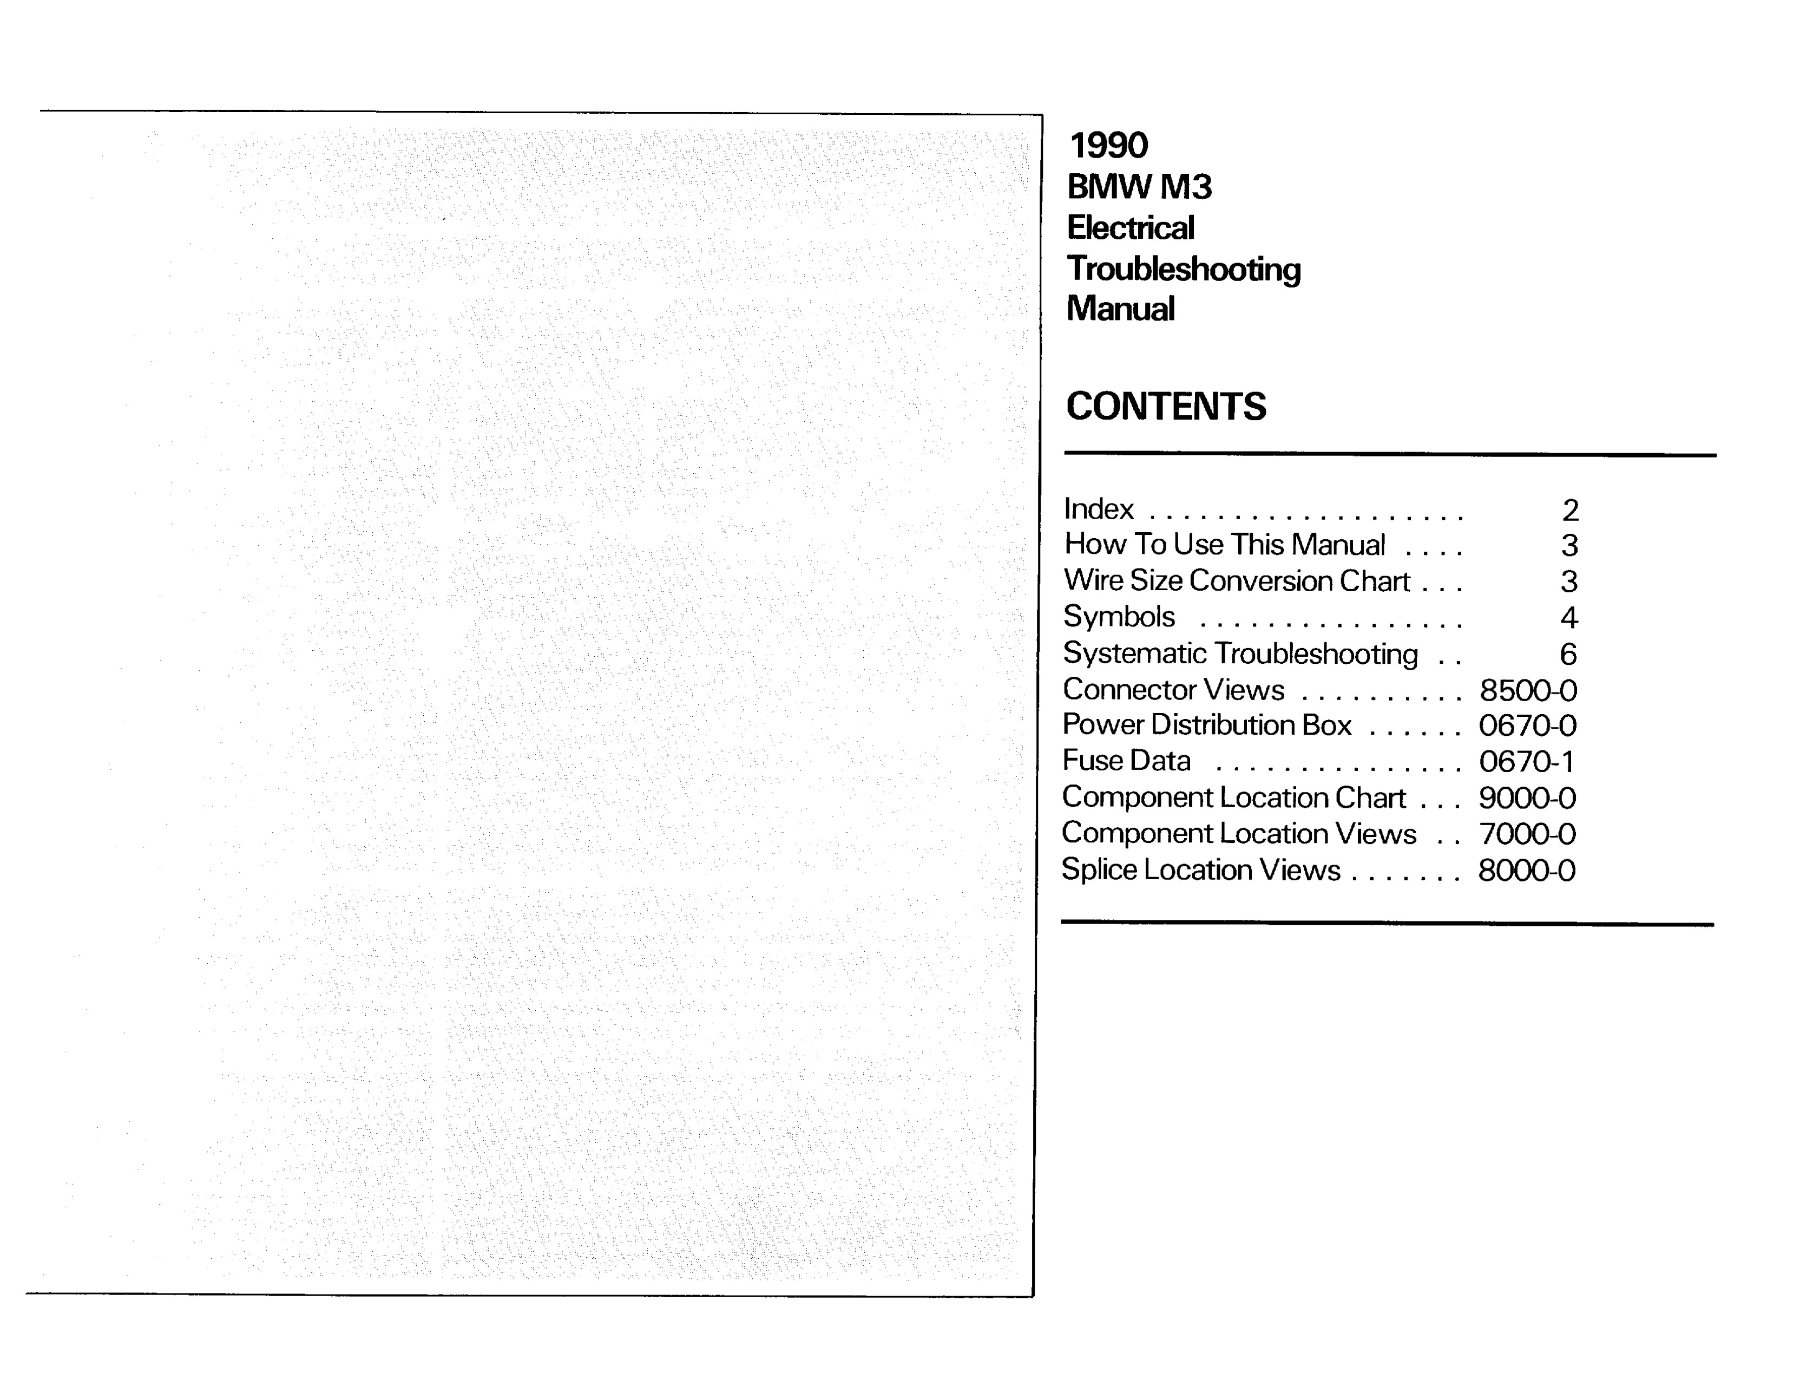 1990
BMW M3
Electrical
Troubleshooting
Manual
CONTENTS
Index . . . . . . . . . . . . . . . . . . . 2
How To Use This Manual . . . . 3
Wire Size Conversion Chart . . . 3
Symbols . . . . . . . . . . . . . . . . 4
Systematic Troubleshooting . . 6
Connector Views . . . . . . . . . . 8500-0
Power Distribution Box . . . . . . 0670-0
Fuse Data . . . . . . . . . . . . . . . 0670-1
Component Location Chart . . . 9000-0
Component Location Views . . 7000-0
Splice Location Views . . . . . . . 8000-0